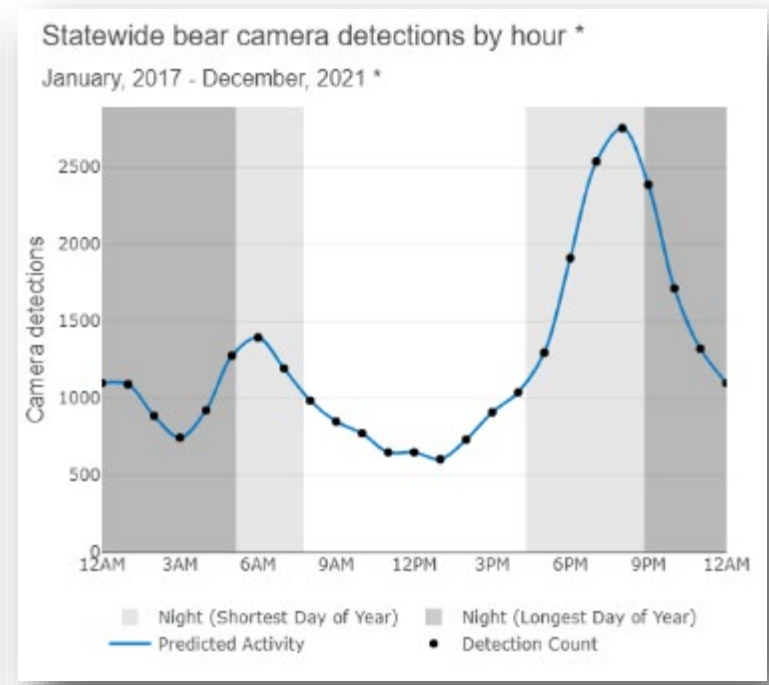 Statewide bear camera detections by hour *
January, 2017 - December, 2021 *
Camera detections
2500
2000
1500
1000
500
0
12AM 3AM 6AM 9AM 12PM 3PM 6PM 9PM 12AM
Night (Shortest Day of Year) Night (Longest Day of Year)
Predicted Activity Detection Count